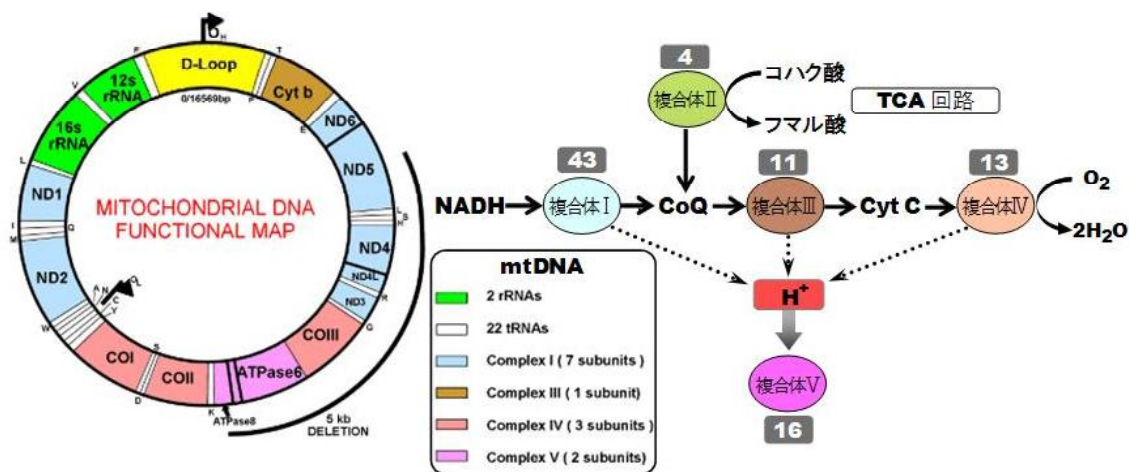 O_H
F
T
D-Loop
0/16569bp
P
V
12s
rRNA
Cyt b
16s
rRNA
E
ND6
L
ND5
ND1
I
M
Q
L
S
H
MITOCHONDRIAL DNA
FUNCTIONAL MAP
ND2
ND4
ND4L
R
ND3
G
A
N
C
Y
O_L
W
COI
S
COIII
COII
ATPase6
D
K
ATPase8
5 kb
DELETION
4
複合体Ⅱ
コハク酸
フマル酸
TCA 回路
43
11
13
NADH
複合体Ⅰ
CoQ
複合体Ⅲ
Cyt C
複合体Ⅳ
O₂
2H₂O
H⁺
複合体Ⅴ
16
mtDNA
2 rRNAs
22 tRNAs
Complex I ( 7 subunits )
Complex III ( 1 subunit)
Complex IV ( 3 subunits )
Complex V ( 2 subunits)